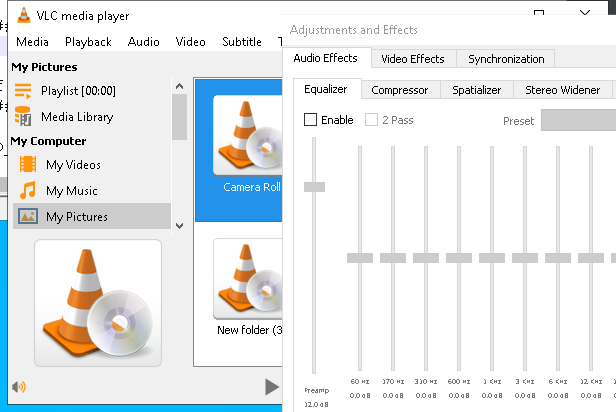 VLC media player
Media Playback Audio Video Subtitle
My Pictures
Playlist [00:00]
Media Library
My Computer
My Videos
My Music
My Pictures
Camera Roll
New folder (3
Adjustments and Effects
Audio Effects Video Effects Synchronization
Equalizer Compressor Spatializer Stereo Widener
Enable 2 Pass Preset
60 Hz 170 Hz 310 Hz 600 Hz 1 KHz 3 KHz 6 KHz 12 KHz
Preamp 0.0 dB 0.0 dB 0.0 dB 0.0 dB 0.0 dB 0.0 dB 0.0 dB 0.0 dB
12.0 dB